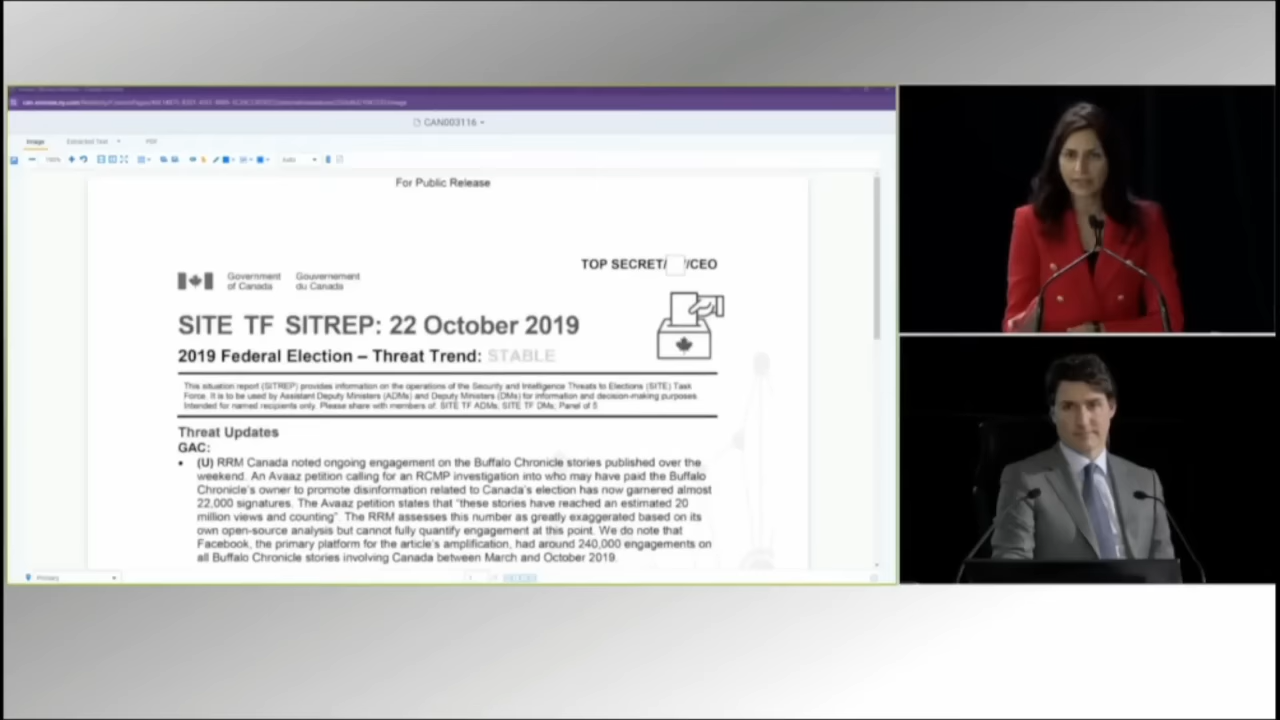 CAN003116
Image
Extracted Text
PDF
100%
Auto
For Public Release
TOP SECRET/ /CEO
Government of Canada
Gouvernement du Canada
SITE TF SITREP: 22 October 2019
2019 Federal Election – Threat Trend: STABLE
This situation report (SITREP) provides information on the operations of the Security and Intelligence Threats to Elections (SITE) Task
Force. It is to be used by Assistant Deputy Ministers (ADMs) and Deputy Ministers (DMs) for information and decision-making purposes.
Intended for named recipients only. Please share with members of: SITE TF ADMs; SITE TF DMs; Panel of 5
Threat Updates
GAC:
• (U) RRM Canada noted ongoing engagement on the Buffalo Chronicle stories published over the
weekend. An Avaaz petition calling for an RCMP investigation into who may have paid the Buffalo
Chronicle's owner to promote disinformation related to Canada's election has now garnered almost
22,000 signatures. The Avaaz petition states that "these stories have reached an estimated 20
million views and counting". The RRM assesses this number as greatly exaggerated based on its
own open-source analysis but cannot fully quantify engagement at this point. We do note that
Facebook, the primary platform for the article's amplification, had around 240,000 engagements on
all Buffalo Chronicle stories involving Canada between March and October 2019.
Primary